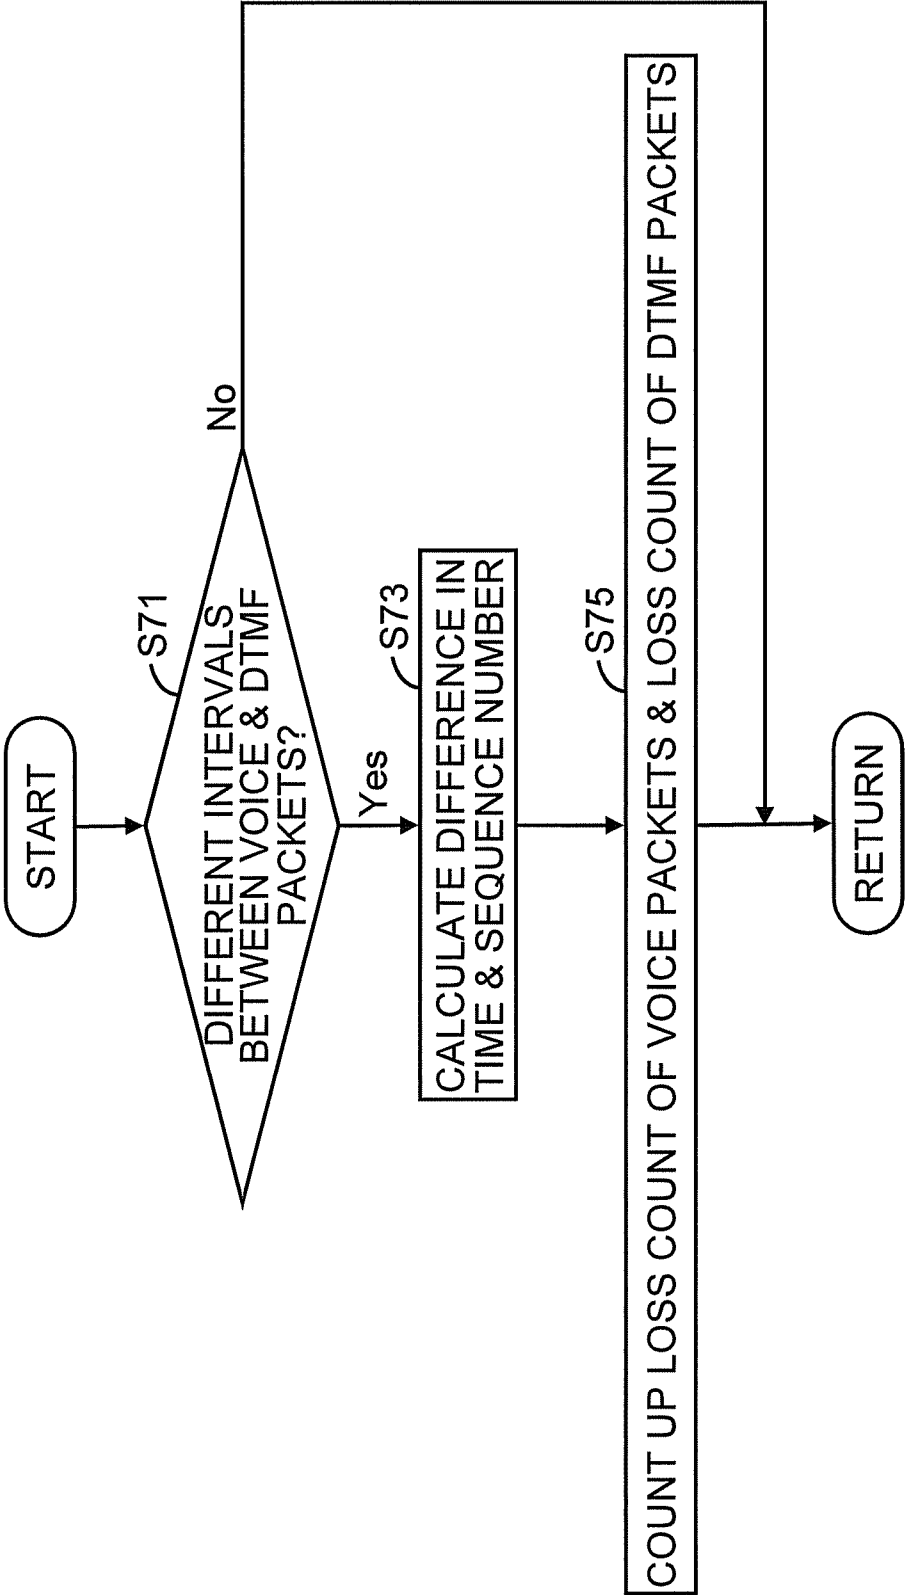 START
S71
DIFFERENT INTERVALS
BETWEEN VOICE & DTMF
PACKETS?
No
Yes
S73
CALCULATE DIFFERENCE IN
TIME & SEQUENCE NUMBER
S75
COUNT UP LOSS COUNT OF VOICE PACKETS & LOSS COUNT OF DTMF PACKETS
RETURN